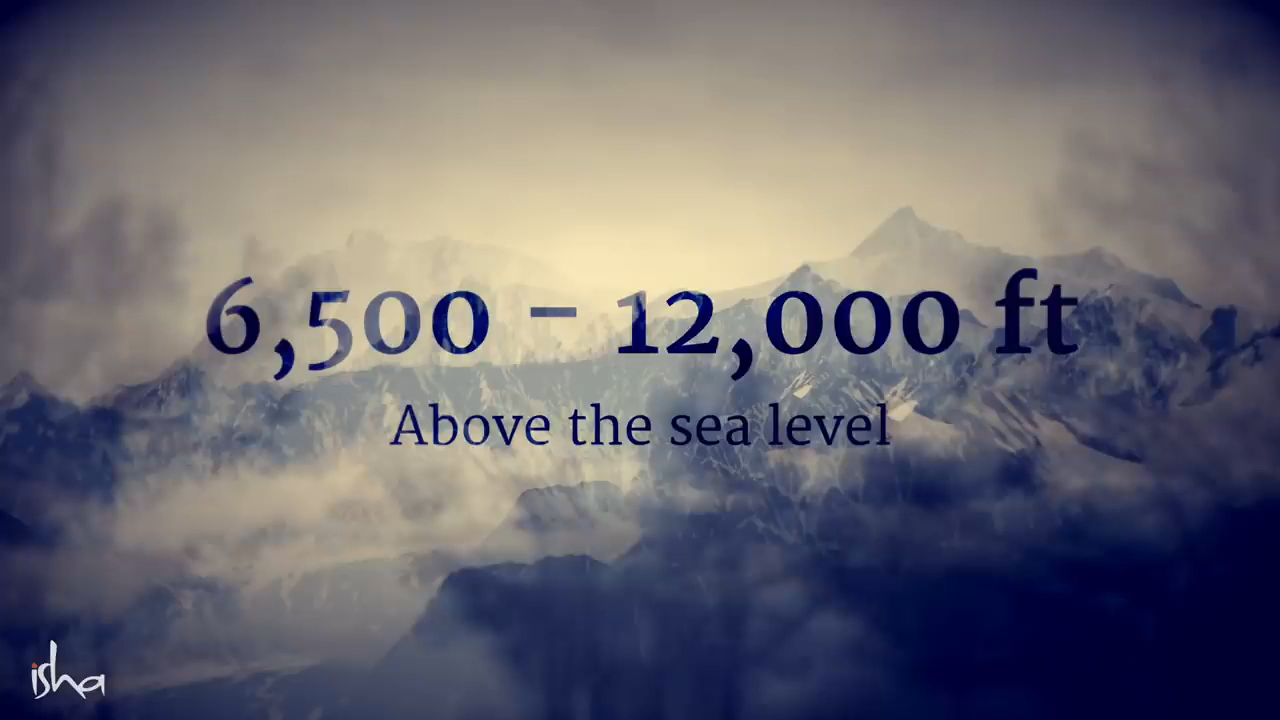 6,500 – 12,000 ft
Above the sea level
isha